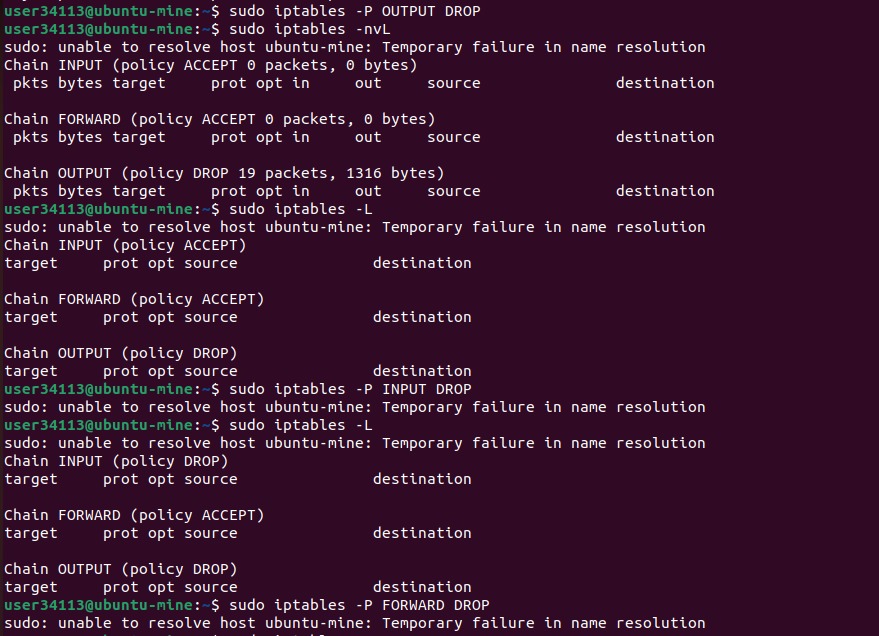 user34113@ubuntu-mine:~$ sudo iptables -P OUTPUT DROP
user34113@ubuntu-mine:~$ sudo iptables -nvL
sudo: unable to resolve host ubuntu-mine: Temporary failure in name resolution
Chain INPUT (policy ACCEPT 0 packets, 0 bytes)
 pkts bytes target     prot opt in     out     source               destination

Chain FORWARD (policy ACCEPT 0 packets, 0 bytes)
 pkts bytes target     prot opt in     out     source               destination

Chain OUTPUT (policy DROP 19 packets, 1316 bytes)
 pkts bytes target     prot opt in     out     source               destination
user34113@ubuntu-mine:~$ sudo iptables -L
sudo: unable to resolve host ubuntu-mine: Temporary failure in name resolution
Chain INPUT (policy ACCEPT)
target     prot opt source               destination

Chain FORWARD (policy ACCEPT)
target     prot opt source               destination

Chain OUTPUT (policy DROP)
target     prot opt source               destination
user34113@ubuntu-mine:~$ sudo iptables -P INPUT DROP
sudo: unable to resolve host ubuntu-mine: Temporary failure in name resolution
user34113@ubuntu-mine:~$ sudo iptables -L
sudo: unable to resolve host ubuntu-mine: Temporary failure in name resolution
Chain INPUT (policy DROP)
target     prot opt source               destination

Chain FORWARD (policy ACCEPT)
target     prot opt source               destination

Chain OUTPUT (policy DROP)
target     prot opt source               destination
user34113@ubuntu-mine:~$ sudo iptables -P FORWARD DROP
sudo: unable to resolve host ubuntu-mine: Temporary failure in name resolution